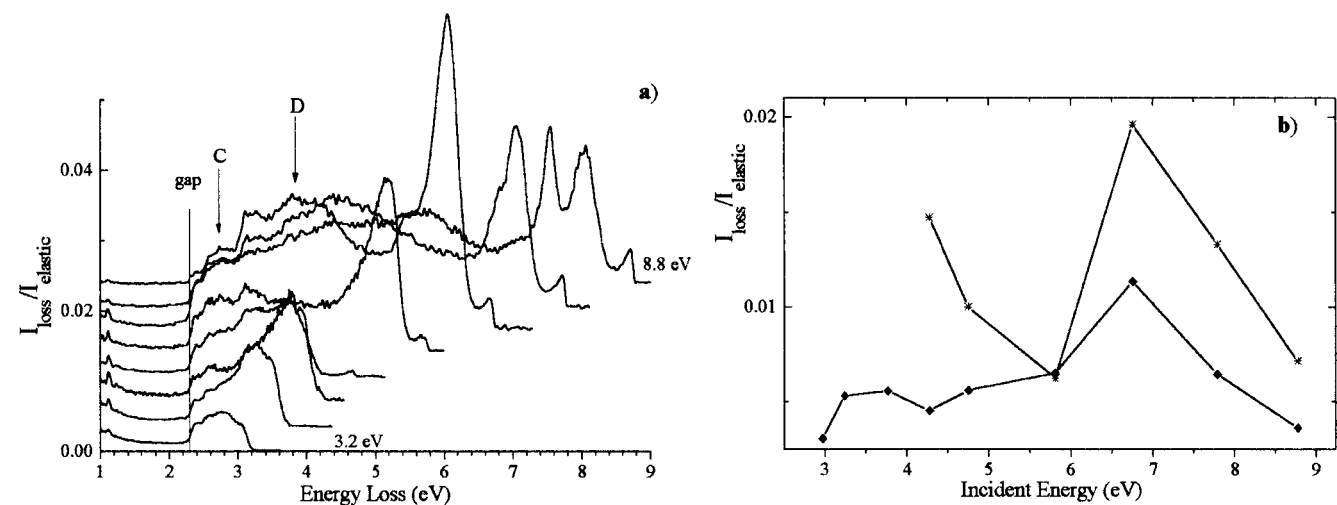 a)
D
C
gap
0.04
0.02
0.00
I loss/I elastic
8.8 eV
3.2 eV
1 2 3 4 5 6 7 8 9
Energy Loss (eV)
b)
0.02
0.01
I loss/I elastic
3 4 5 6 7 8 9
Incident Energy (eV)